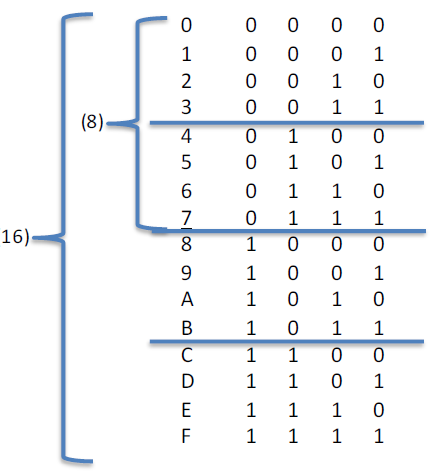 0 0 0 0 0
1 0 0 0 1
2 0 0 1 0
3 0 0 1 1
(8)
4 0 1 0 0
5 0 1 0 1
6 0 1 1 0
7 0 1 1 1
16)
8 1 0 0 0
9 1 0 0 1
A 1 0 1 0
B 1 0 1 1
C 1 1 0 0
D 1 1 0 1
E 1 1 1 0
F 1 1 1 1